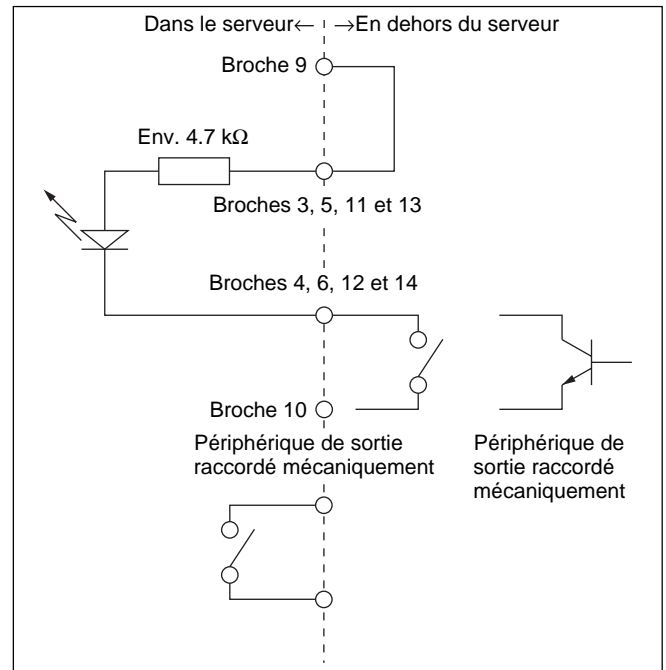 Dans le serveur← | →En dehors du serveur
Broche 9
Env. 4.7 kΩ
Broches 3, 5, 11 et 13
Broches 4, 6, 12 et 14
Broche 10
Périphérique de sortie
raccordé mécaniquement
Périphérique de
sortie raccordé
mécaniquement